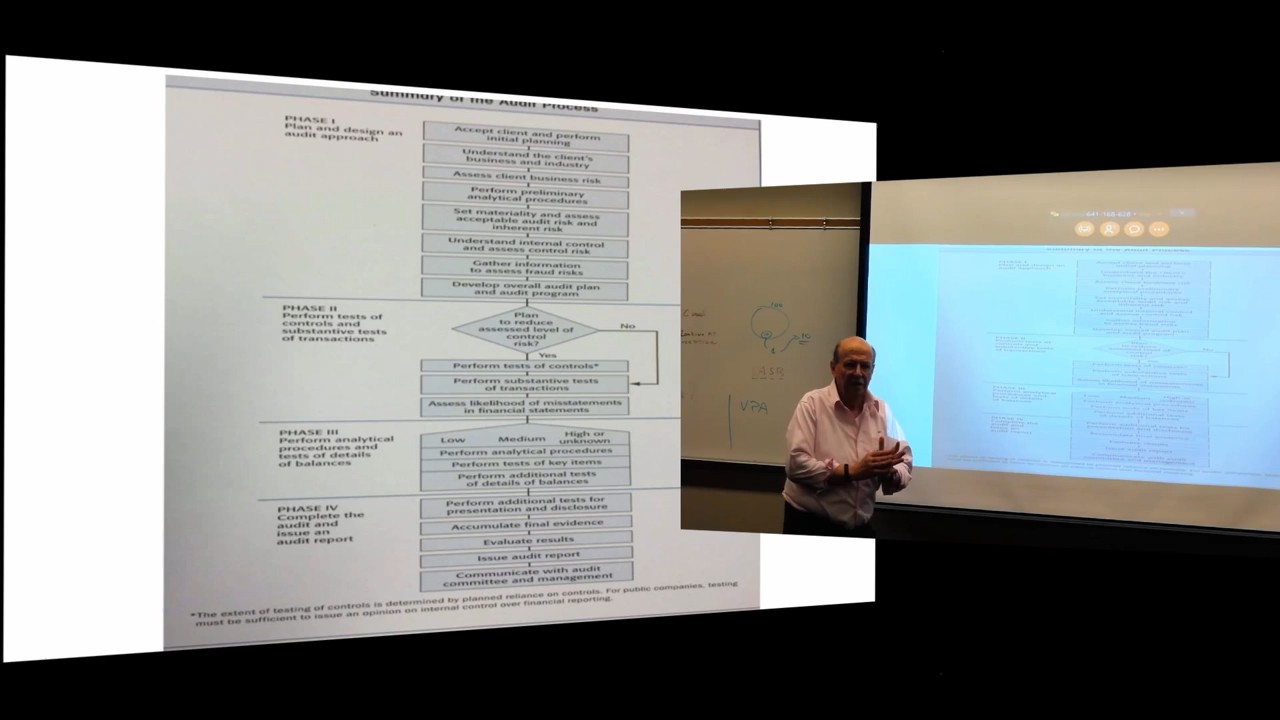 Summary of the Audit Process
PHASE I
Plan and design an
audit approach
Accept client and perform
initial planning
Understand the client's
business and industry
Assess client business risk
Perform preliminary
analytical procedures
Set materiality and assess
acceptable audit risk and
inherent risk
Understand internal control
and assess control risk
Gather information
to assess fraud risks
Develop overall audit plan
and audit program
PHASE II
Perform tests of
controls and
substantive tests
of transactions
Plan
to reduce
assessed level of
control
risk?
No
Yes
Perform tests of controls*
Perform substantive tests
of transactions
Assess likelihood of misstatements
in financial statements
PHASE III
Perform analytical
procedures and
tests of details
of balances
Low Medium High or
unknown
Perform analytical procedures
Perform tests of key items
Perform additional tests
of details of balances
PHASE IV
Complete the
audit and
issue an
audit report
Perform additional tests for
presentation and disclosure
Accumulate final evidence
Evaluate results
Issue audit report
Communicate with audit
committee and management
*The extent of testing of controls is determined by planned reliance on controls. For public companies, testing
must be sufficient to issue an opinion on internal control over financial reporting.
VPA
641-168-628